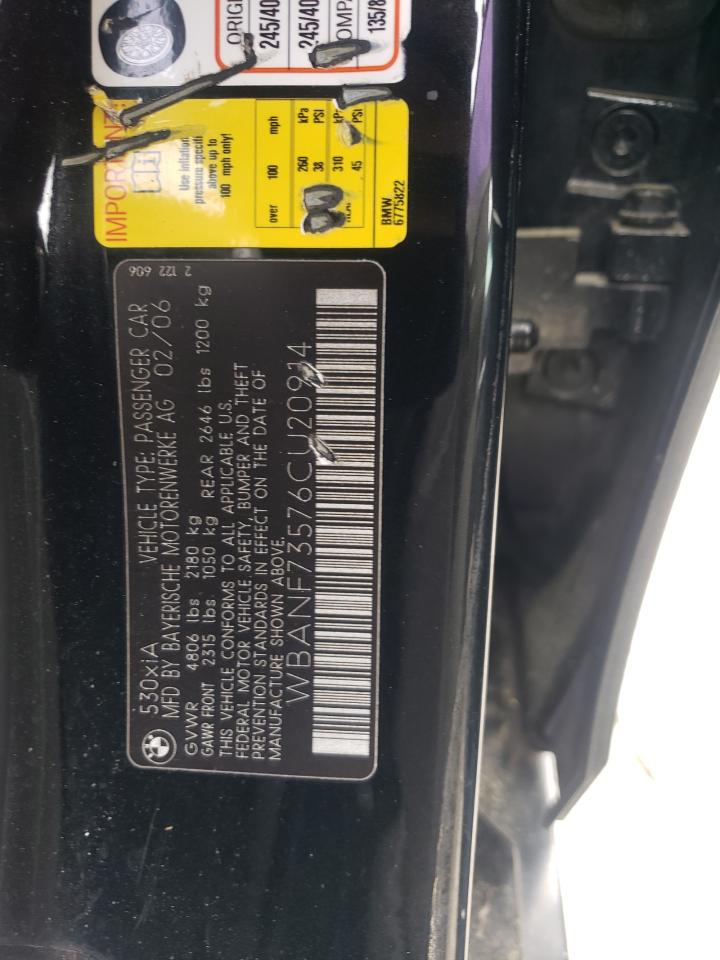 530xiA VEHICLE TYPE: PASSENGER CAR
MFD BY BAYERISCHE MOTORENWERKE AG 02/06
GVWR 4806 lbs 2180 kg
GAWR FRONT 2315 lbs 1050 kg REAR 2646 lbs 1200 kg
THIS VEHICLE CONFORMS TO ALL APPLICABLE U.S.
FEDERAL MOTOR VEHICLE SAFETY, BUMPER AND THEFT
PREVENTION STANDARDS IN EFFECT ON THE DATE OF
MANUFACTURE SHOWN ABOVE.
WBANF73576CU20914
2 122 606
Use inflation
pressure specifi
above up to
100 mph only!
over 100 mph
260 kPa
38 PSI
310
45 PSI
BMW
6775822
245/40
245/40
135/8